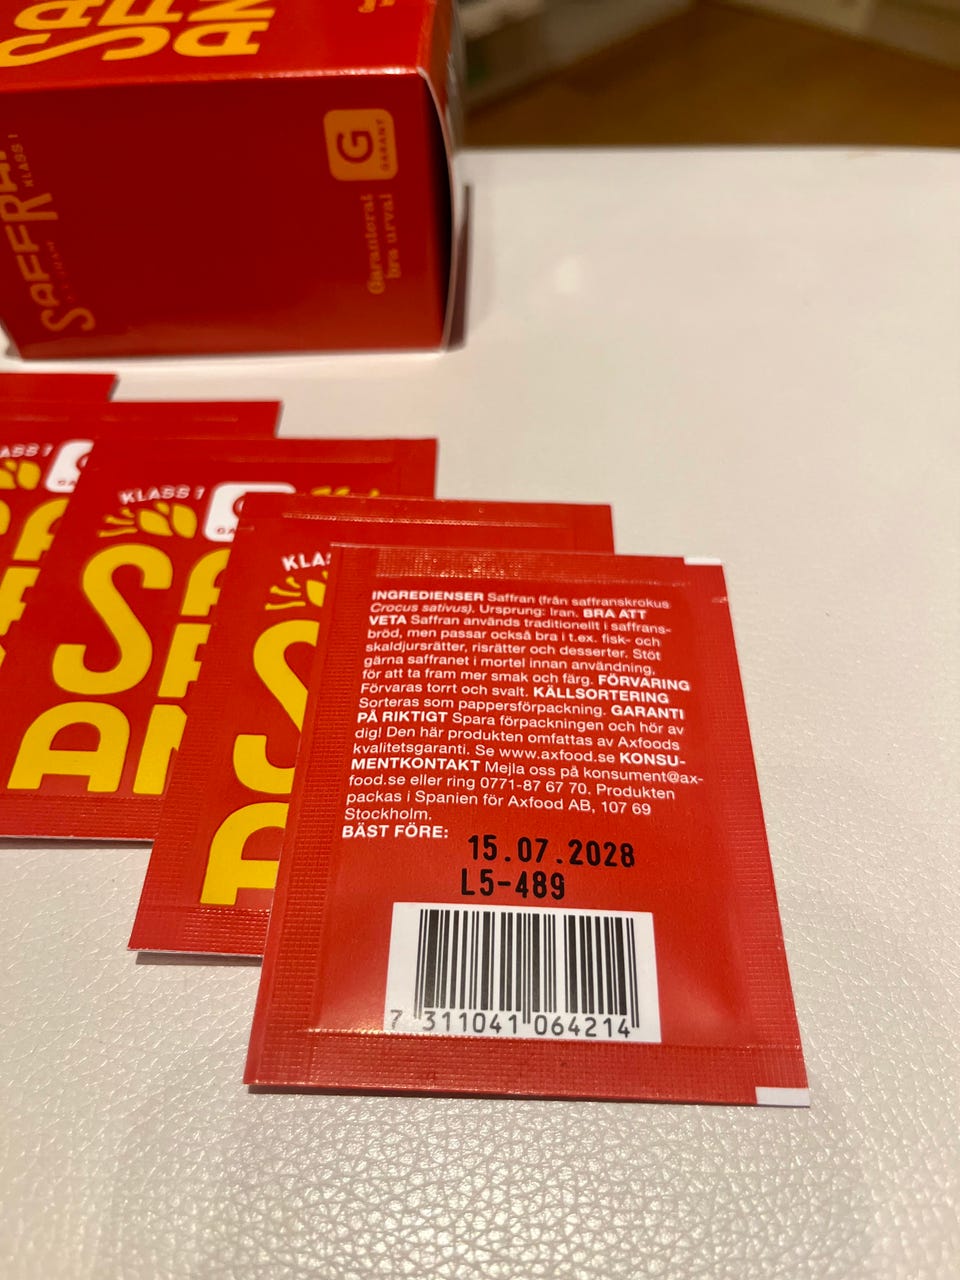 SAFFRAN
KLASS 1
G
GARANT
Garanterat
bra urval
KLASS 1
KLASS 1
INGREDIENSER Saffran (från saffranskrokus
Crocus sativus). Ursprung: Iran. BRA ATT
VETA Saffran används traditionellt i saffrans-
bröd, men passar också bra i t.ex. fisk- och
skaldjursrätter, risrätter och desserter. Stöt
gärna saffranet i mortel innan användning,
för att ta fram mer smak och färg. FÖRVARING
Förvaras torrt och svalt. KÄLLSORTERING
Sorteras som pappersförpackning. GARANTI
PÅ RIKTIGT Spara förpackningen och hör av
dig! Den här produkten omfattas av Axfoods
kvalitetsgaranti. Se www.axfood.se KONSU-
MENTKONTAKT Mejla oss på konsument@ax-
food.se eller ring 0771-87 67 70. Produkten
packas i Spanien för Axfood AB, 107 69
Stockholm.
BÄST FÖRE:
15.07.2028
L5-489
7 311041 064214